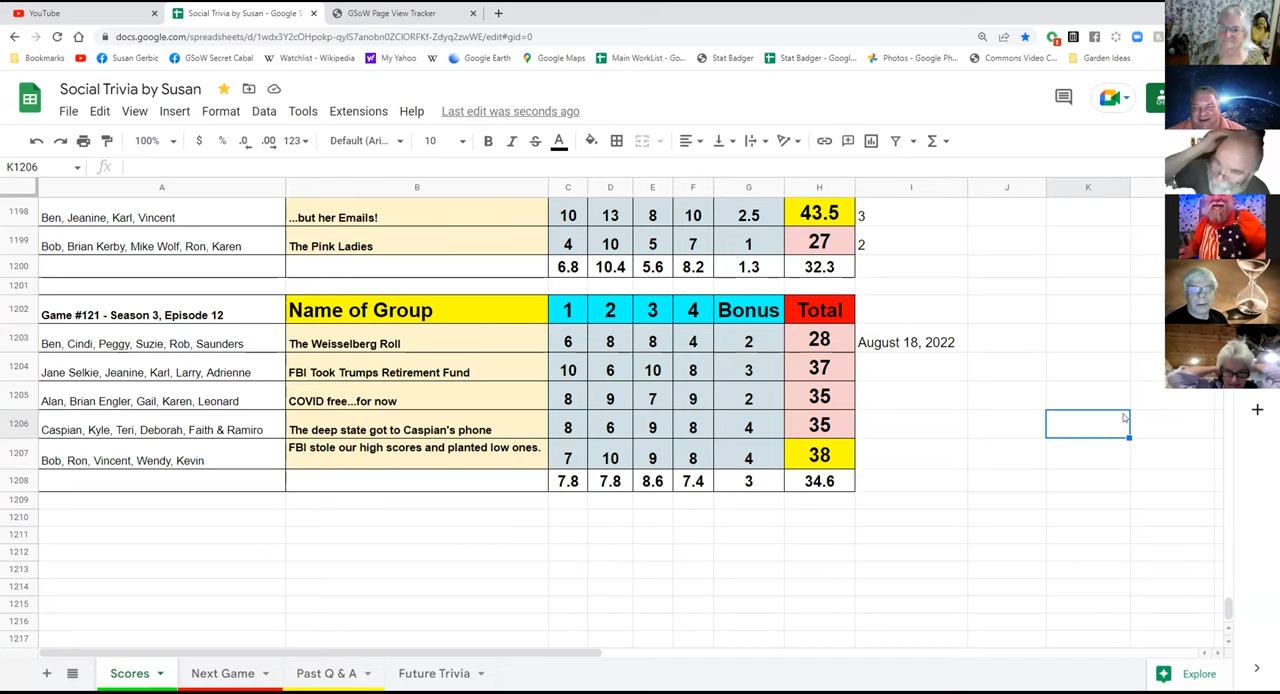 YouTube
Social Trivia by Susan - Google S
GSoW Page View Tracker
docs.google.com/spreadsheets/d/1wdx3Y2cOHpokp-qyIS7anobn0ZClORFKf-Zdyq2zwWE/edit#gid=0
Bookmarks
Susan Gerbic
GSoW Secret Cabal
Watchlist - Wikipedia
My Yahoo
Google Earth
Google Maps
Main WorkList - Go...
Stat Badger
Stat Badger - Googl...
Photos - Google Ph...
Commons Video C...
Garden Ideas
Social Trivia by Susan
File Edit View Insert Format Data Tools Extensions Help Last edit was seconds ago
100% $ % .0 .00 123 Default (Ari... 10 B I S A
K1206 fx
A B C D E F G H I J K
1198 Ben, Jeanine, Karl, Vincent ...but her Emails! 10 13 8 10 2.5 43.5 3
1199 Bob, Brian Kerby, Mike Wolf, Ron, Karen The Pink Ladies 4 10 5 7 1 27 2
1200 6.8 10.4 5.6 8.2 1.3 32.3
1201
1202 Game #121 - Season 3, Episode 12 Name of Group 1 2 3 4 Bonus Total
1203 Ben, Cindi, Peggy, Suzie, Rob, Saunders The Weisselberg Roll 6 8 8 4 2 28 August 18, 2022
1204 Jane Selkie, Jeanine, Karl, Larry, Adrienne FBI Took Trumps Retirement Fund 10 6 10 8 3 37
1205 Alan, Brian Engler, Gail, Karen, Leonard COVID free...for now 8 9 7 9 2 35
1206 Caspian, Kyle, Teri, Deborah, Faith & Ramiro The deep state got to Caspian's phone 8 6 9 8 4 35
1207 Bob, Ron, Vincent, Wendy, Kevin FBI stole our high scores and planted low ones. 7 10 9 8 4 38
1208 7.8 7.8 8.6 7.4 3 34.6
1209
1210
1211
1212
1213
1214
1215
1216
1217
Scores Next Game Past Q & A Future Trivia Explore